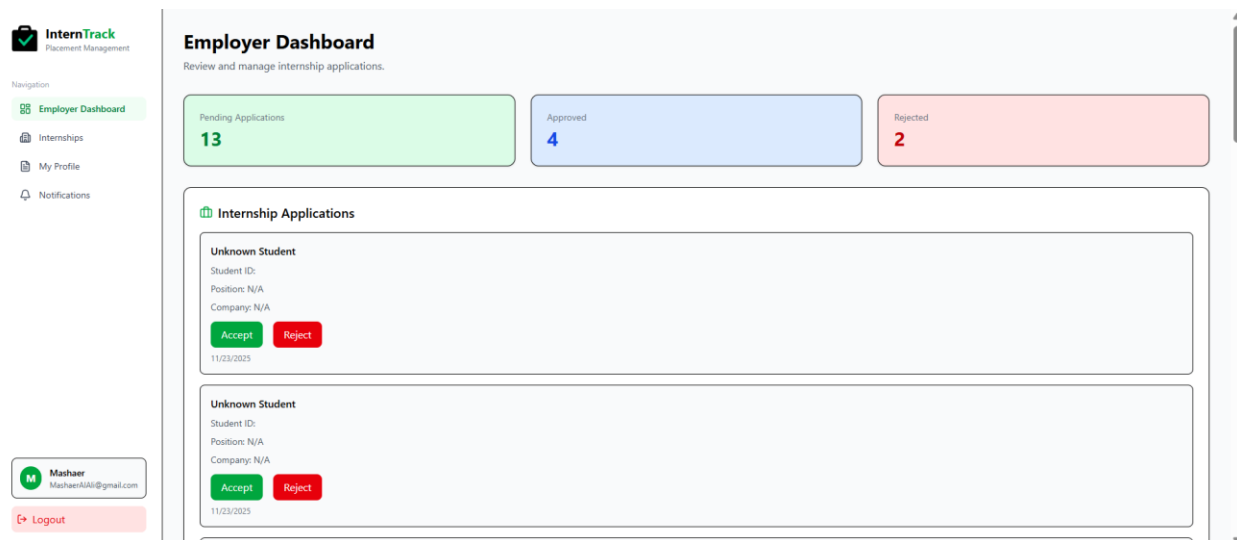 InternTrack
Placement Management
Navigation
Employer Dashboard
Internships
My Profile
Notifications
Mashaer
M
MashaerAlAli@gmail.com
Logout
Employer Dashboard
Review and manage internship applications.
Pending Applications
13
Approved
4
Rejected
2
Internship Applications
Unknown Student
Student ID:
Position: N/A
Company: N/A
Accept Reject
11/23/2025
Unknown Student
Student ID:
Position: N/A
Company: N/A
Accept Reject
11/23/2025